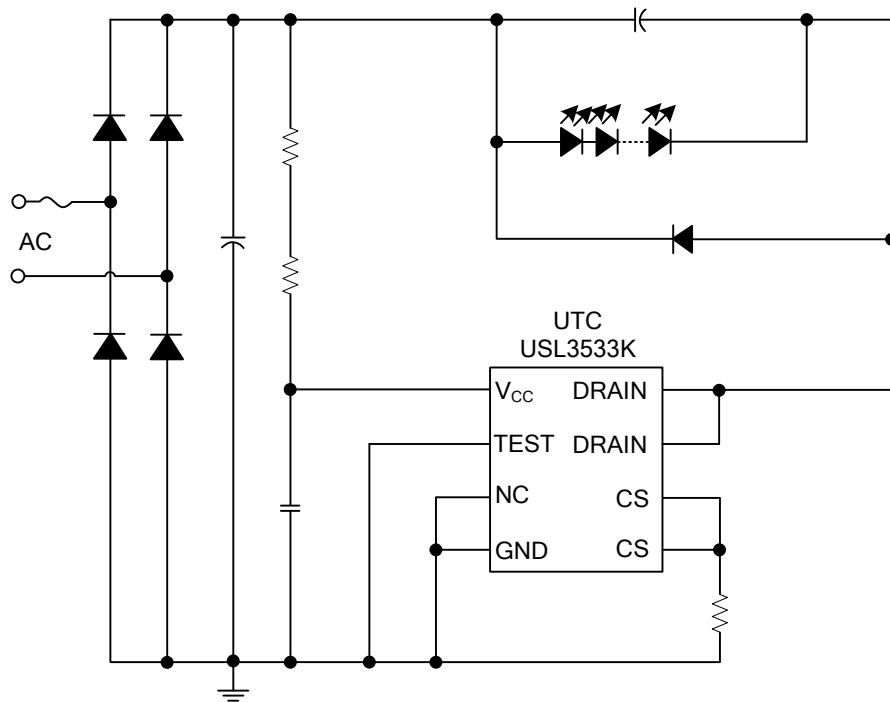 AC
UTC
USL3533K
VCC DRAIN
TEST DRAIN
NC CS
GND CS